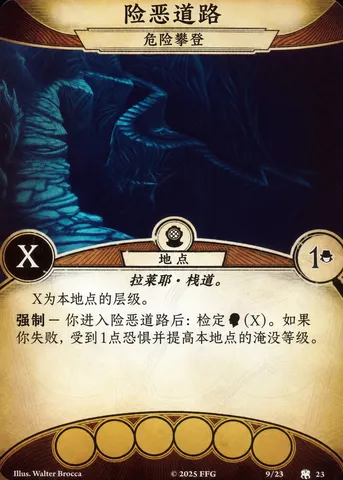 险恶道路
危险攀登
X
地点
1
拉莱耶·栈道。
X为本地点的层级。
强制－你进入险恶道路后：检定(X)。如果
你失败，受到1点恐惧并提高本地点的淹没等级。
Illus. Walter Brocca
© 2025 FFG
9/23
23